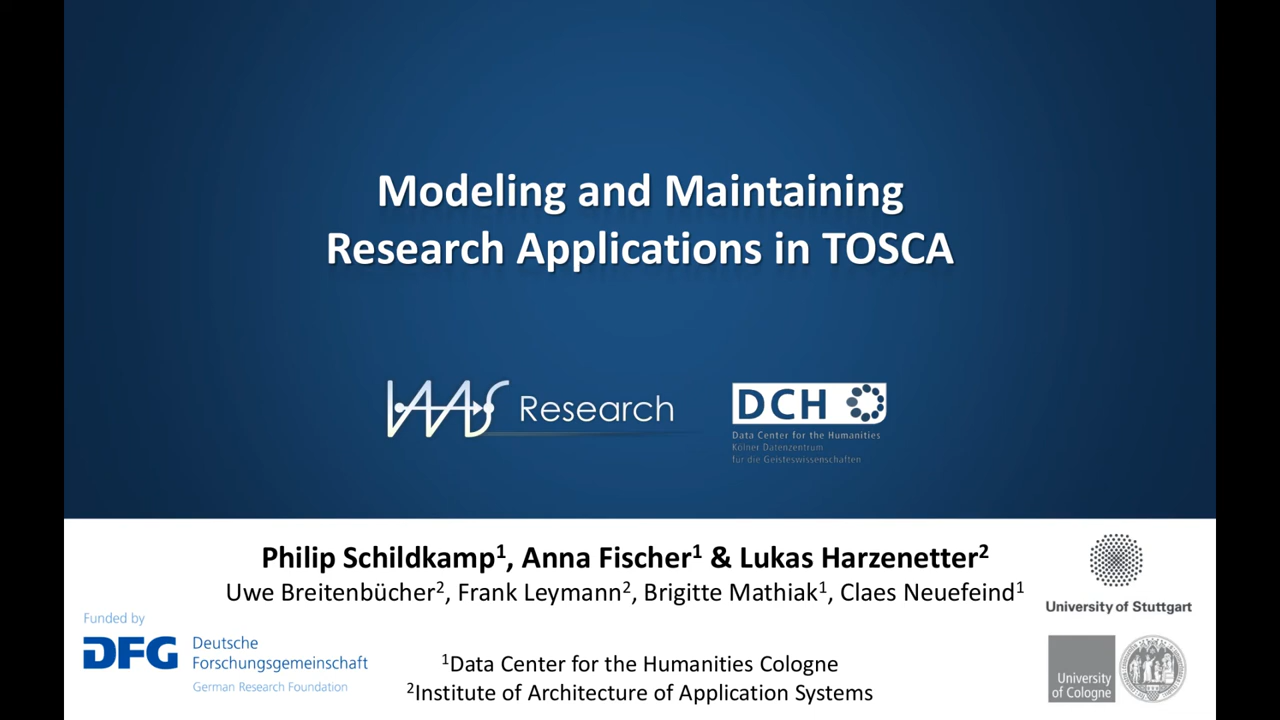 Modeling and Maintaining
Research Applications in TOSCA
IAAS Research
DCH
Data Center for the Humanities
Kölner Datenzentrum
für die Geisteswissenschaften
Philip Schildkamp¹, Anna Fischer¹ & Lukas Harzenetter²
Uwe Breitenbücher², Frank Leymann², Brigitte Mathiak¹, Claes Neuefeind¹
University of Stuttgart
Funded by
DFG Deutsche
Forschungsgemeinschaft
German Research Foundation
¹Data Center for the Humanities Cologne
²Institute of Architecture of Application Systems
University
of Cologne